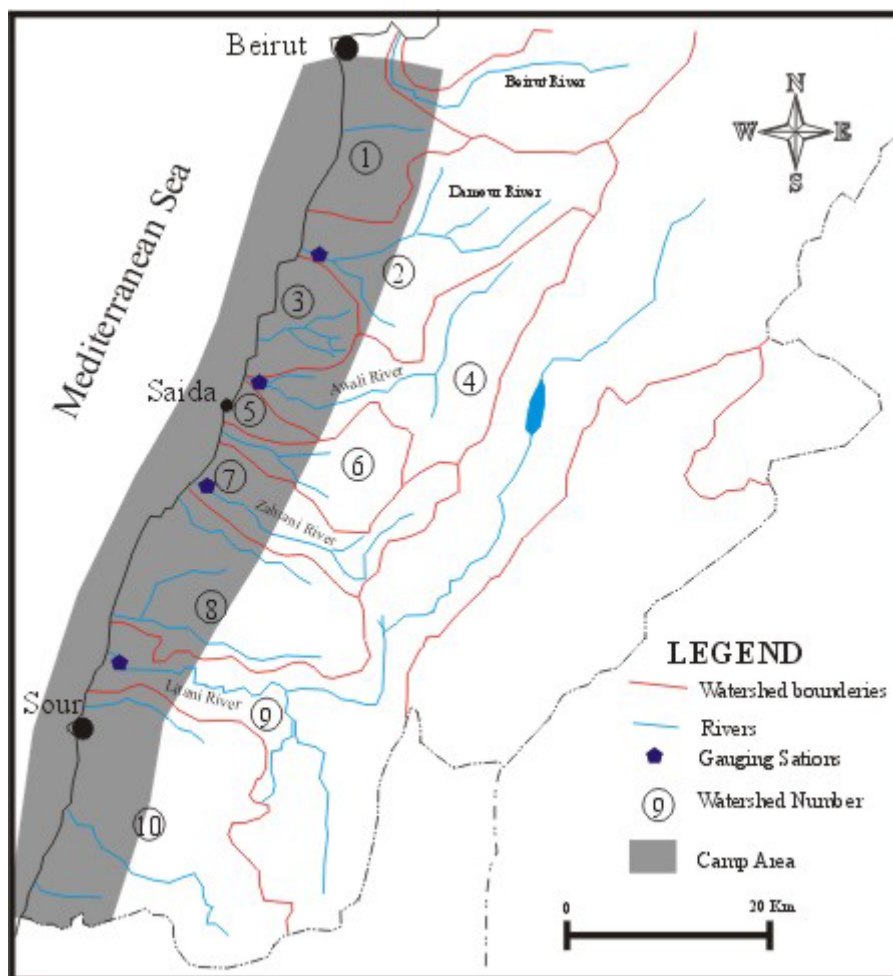 Beirut
Beirut River
N
W
E
S
1
Damour River
Mediterranean Sea
2
3
Awali River
4
Saida
5
6
7
Zahrani River
8
LEGEND
Watershed bounderies
Litani River
Sour
9
Rivers
Gauging Sations
9
Watershed Number
10
Camp Area
0
20 Km